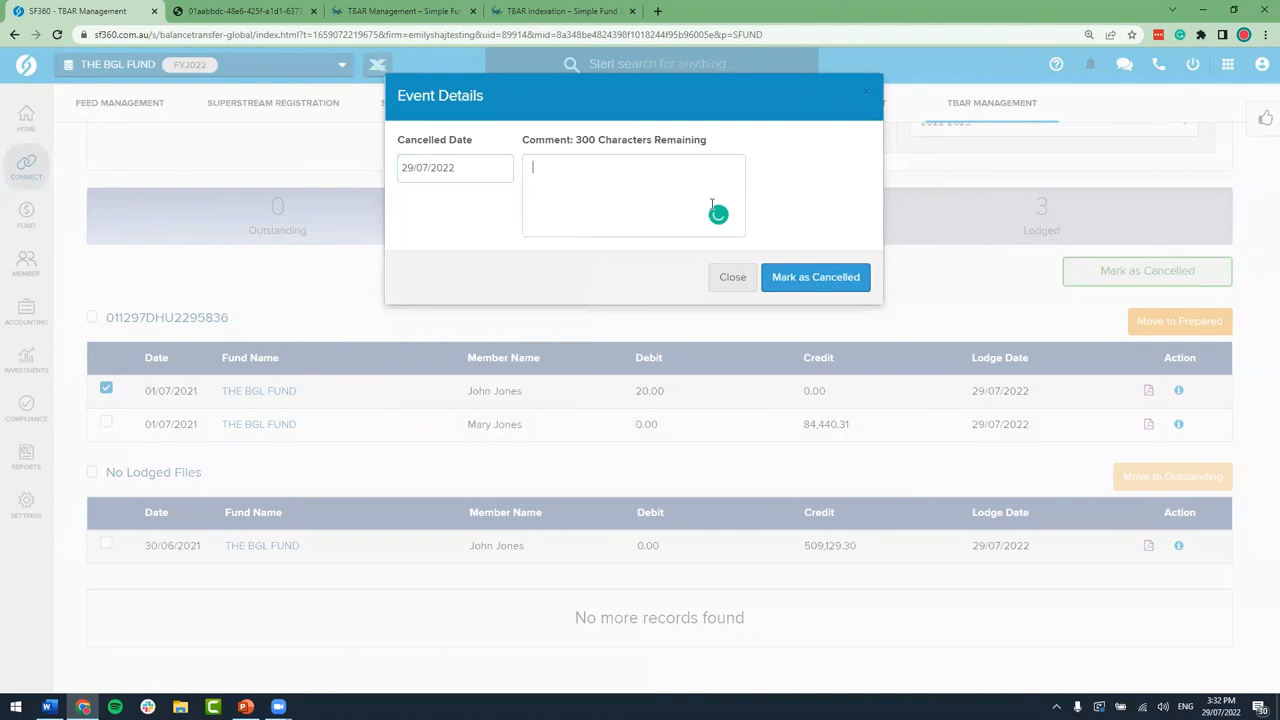 SF360 - TBAR Management
01aabbdc-425e-fa1d-6373
TBAR Management - Simple Fund
TBAR - Simple Fund 360
sf360.com.au/s/balancetransfer-global/index.html?t=1659072219675&firm=emilyshajtesting&uid=89914&mid=8a348be4824398f1018244f95b96005e&p=SFUND
THE BGL FUND FY2022
Start search for anything ...
FEED MANAGEMENT
SUPERSTREAM REGISTRATION
TBAR MANAGEMENT
HOME
CONNECT
FUND
MEMBER
ACCOUNTING
INVESTMENTS
COMPLIANCE
REPORTS
SETTINGS
2022-2023
Event Details
Cancelled Date
Comment: 300 Characters Remaining
29/07/2022
Close
Mark as Cancelled
0
Outstanding
3
Lodged
Mark as Cancelled
011297DHU2295836
Move to Prepared
Date Fund Name Member Name Debit Credit Lodge Date Action
01/07/2021 THE BGL FUND John Jones 20.00 0.00 29/07/2022
01/07/2021 THE BGL FUND Mary Jones 0.00 84,440.31 29/07/2022
No Lodged Files
Move to Outstanding
Date Fund Name Member Name Debit Credit Lodge Date Action
30/06/2021 THE BGL FUND John Jones 0.00 509,129.30 29/07/2022
No more records found
ENG
3:32 PM
29/07/2022
30